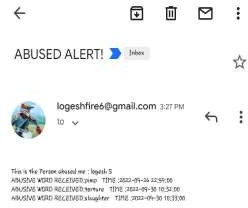 ABUSED ALERT! Inbox
logeshfire6@gmail.com 3:27 PM
to
This is the Person abused me : logesh S
ABUSIVE WORD RECEIVED:pimp TIME :2022-09-26 22:59:00
ABUSIVE WORD RECEIVED:torture TIME :2022-09-30 10:32:00
ABUSIVE WORD RECEIVED:slaughter TIME :2022-09-30 10:33:00